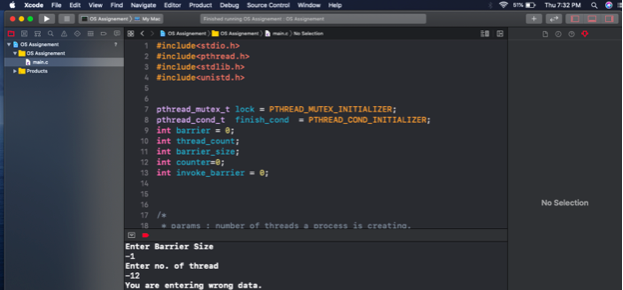 Xcode File Edit View Find Navigate Editor Product Debug Source Control Window Help 91% Thu 7:32 PM
OS Assignement My Mac Finished running OS Assignement : OS Assignement
OS Assignement OS Assignement OS Assignement main.c No Selection
OS Assignement
main.c
Products
1 #include<stdio.h>
2 #include<pthread.h>
3 #include<stdlib.h>
4 #include<unistd.h>
5
6
7 pthread_mutex_t lock = PTHREAD_MUTEX_INITIALIZER;
8 pthread_cond_t finish_cond = PTHREAD_COND_INITIALIZER;
9 int barrier = 0;
10 int thread_count;
11 int barrier_size;
12 int counter=0;
13 int invoke_barrier = 0;
14
15
16
17 /*
18 * params : number of threads a process is creating.
No Selection
Enter Barrier Size
-1
Enter no. of thread
-12
You are entering wrong data.